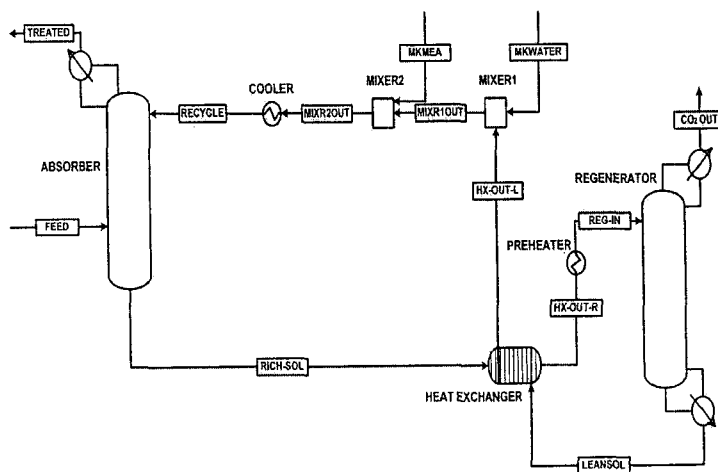 TREATED
MKMEA
MKWATER
MIXER2
MIXER1
COOLER
RECYCLE
MIXR2OUT
MIXR1OUT
CO₂ OUT
ABSORBER
REGENERATOR
HX-OUT-L
REG-IN
FEED
PREHEATER
HX-OUT-R
RICH-SOL
HEAT EXCHANGER
LEANSOL